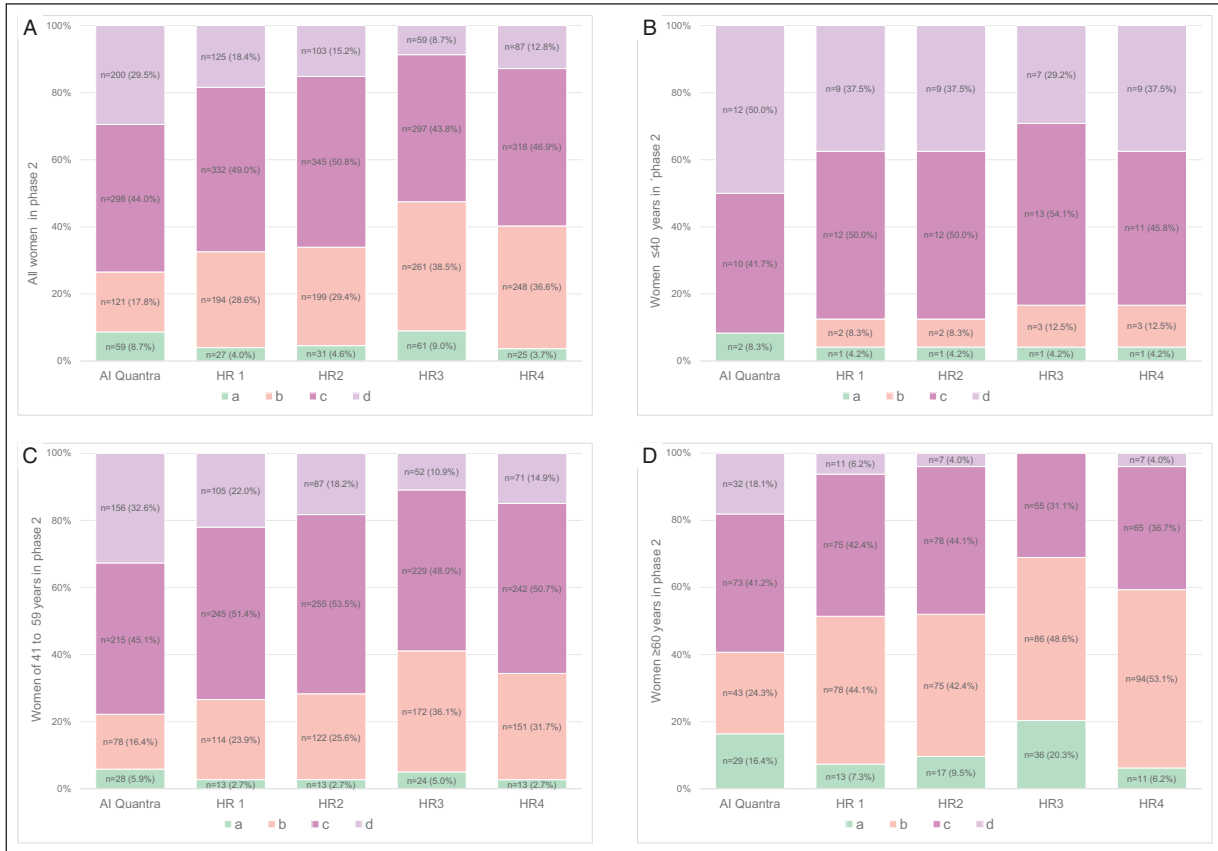 A
100%
80%
60%
40%
20%
0%
All women in phase 2
n=200 (29.5%)
n=298 (44.0%)
n=121 (17.8%)
n=59 (8.7%)
n=125 (18.4%)
n=332 (49.0%)
n=194 (28.6%)
n=27 (4.0%)
n=103 (15.2%)
n=345 (50.8%)
n=199 (29.4%)
n=31 (4.6%)
n=59 (8.7%)
n=297 (43.8%)
n=261 (38.5%)
n=61 (9.0%)
n=87 (12.8%)
n=318 (46.9%)
n=248 (36.6%)
n=25 (3.7%)
AI Quantra HR 1 HR2 HR3 HR4
a b c d
B
100%
80%
60%
40%
20%
0%
Women ≤40 years in ´phase 2
n=12 (50.0%)
n=10 (41.7%)
n=2 (8.3%)
n=9 (37.5%)
n=12 (50.0%)
n=2 (8.3%)
n=1 (4.2%)
n=9 (37.5%)
n=12 (50.0%)
n=2 (8.3%)
n=1 (4.2%)
n=7 (29.2%)
n=13 (54.1%)
n=3 (12.5%)
n=1 (4.2%)
n=9 (37.5%)
n=11 (45.8%)
n=3 (12.5%)
n=1 (4.2%)
AI Quantra HR 1 HR2 HR3 HR4
a b c d
C
100%
80%
60%
40%
20%
0%
Women of 41 to 59 years in phase 2
n=156 (32.6%)
n=215 (45.1%)
n=78 (16.4%)
n=28 (5.9%)
n=105 (22.0%)
n=245 (51.4%)
n=114 (23.9%)
n=13 (2.7%)
n=87 (18.2%)
n=255 (53.5%)
n=122 (25.6%)
n=13 (2.7%)
n=52 (10.9%)
n=229 (48.0%)
n=172 (36.1%)
n=24 (5.0%)
n=71 (14.9%)
n=242 (50.7%)
n=151 (31.7%)
n=13 (2.7%)
AI Quantra HR 1 HR2 HR3 HR4
a b c d
D
100%
80%
60%
40%
20%
0%
Women ≥60 years in phase 2
n=32 (18.1%)
n=73 (41.2%)
n=43 (24.3%)
n=29 (16.4%)
n=11 (6.2%)
n=75 (42.4%)
n=78 (44.1%)
n=13 (7.3%)
n=7 (4.0%)
n=78 (44.1%)
n=75 (42.4%)
n=17 (9.5%)
n=55 (31.1%)
n=86 (48.6%)
n=36 (20.3%)
n=7 (4.0%)
n=65 (36.7%)
n=94(53.1%)
n=11 (6.2%)
AI Quantra HR 1 HR2 HR3 HR4
a b c d